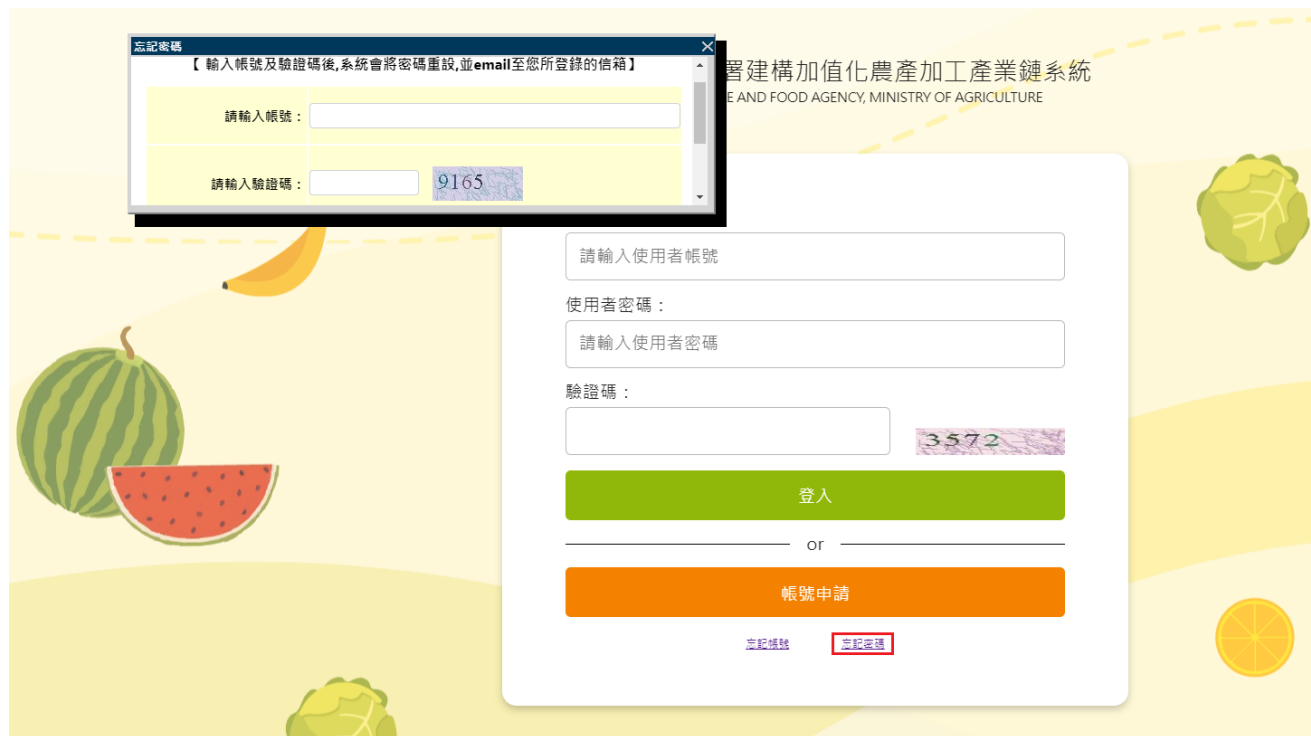 忘記密碼
【 輸入帳號及驗證碼後,系統會將密碼重設,並email至您所登錄的信箱】
請輸入帳號：
請輸入驗證碼：
9165
署建構加值化農產加工產業鏈系統
E AND FOOD AGENCY, MINISTRY OF AGRICULTURE
請輸入使用者帳號
使用者密碼：
請輸入使用者密碼
驗證碼：
3572
登入
or
帳號申請
忘記帳號
忘記密碼